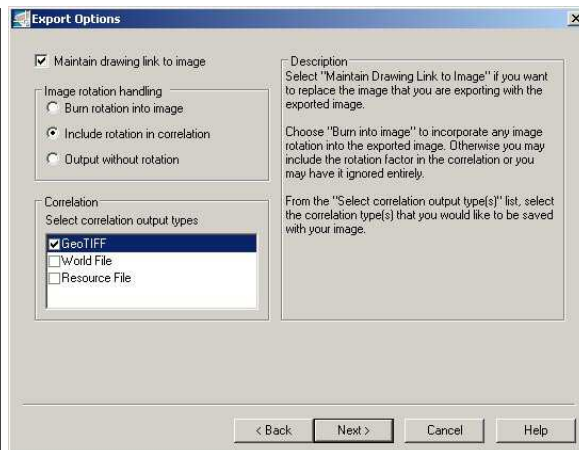 Export Options
Maintain drawing link to image
Image rotation handling
Burn rotation into image
Include rotation in correlation
Output without rotation
Correlation
Select correlation output types
GeoTIFF
World File
Resource File
Description
Select "Maintain Drawing Link to Image" if you want
to replace the image that you are exporting with the
exported image.
Choose "Burn into image" to incorporate any image
rotation into the exported image. Otherwise you may
include the rotation factor in the correlation or you
may have it ignored entirely.
From the "Select correlation output type(s)" list, select
the correlation type(s) that you would like to be saved
with your image.
< Back
Next >
Cancel
Help